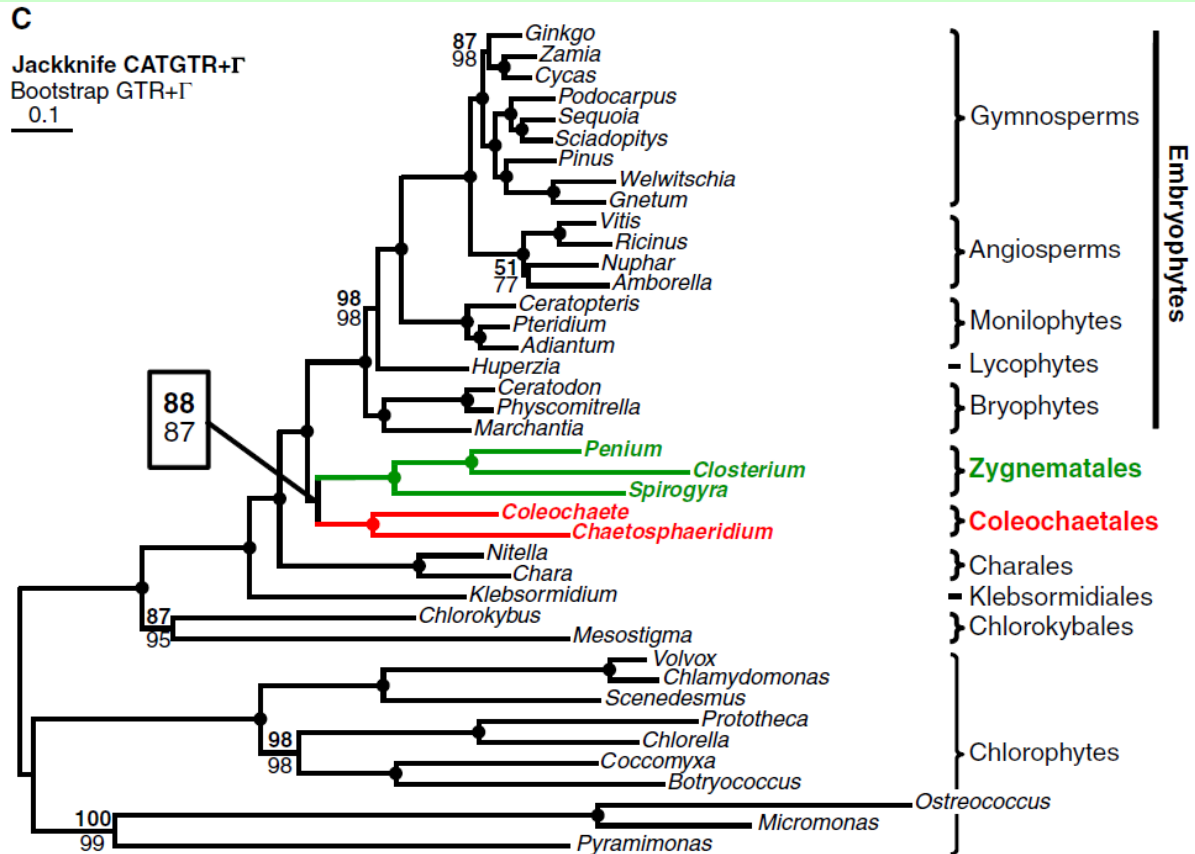 C
Jackknife CATGTR+Γ
Bootstrap GTR+Γ
0.1
87
98
Ginkgo
Zamia
Cycas
Podocarpus
Sequoia
Sciadopitys
Pinus
Welwitschia
Gnetum
Gymnosperms
Vitis
Ricinus
Nuphar
Amborella
51
77
Angiosperms
98
98
Ceratopteris
Pteridium
Adiantum
Monilophytes
Huperzia
Lycophytes
Ceratodon
Physcomitrella
Marchantia
Bryophytes
Embryophytes
88
87
Penium
Closterium
Spirogyra
Zygnematales
Coleochaete
Chaetosphaeridium
Coleochaetales
Nitella
Chara
Charales
Klebsormidium
Klebsormidiales
87
95
Chlorokybus
Mesostigma
Chlorokybales
Volvox
Chlamydomonas
Scenedesmus
98
98
Prototheca
Chlorella
Coccomyxa
Botryococcus
Chlorophytes
100
99
Ostreococcus
Micromonas
Pyramimonas